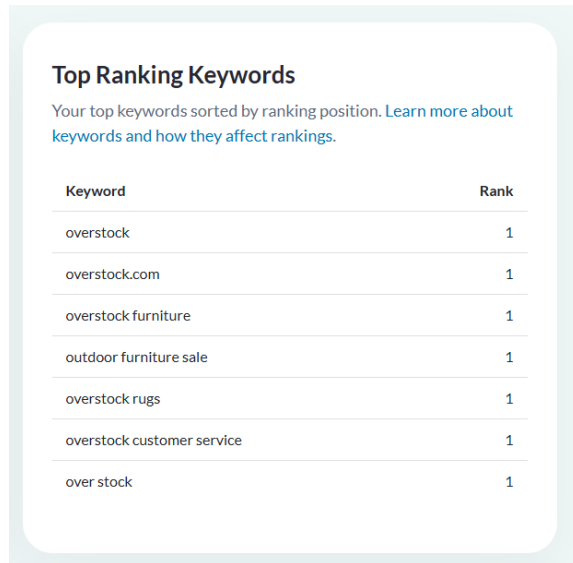 Top Ranking Keywords
Your top keywords sorted by ranking position. Learn more about
keywords and how they affect rankings.
Keyword Rank
overstock 1
overstock.com 1
overstock furniture 1
outdoor furniture sale 1
overstock rugs 1
overstock customer service 1
over stock 1